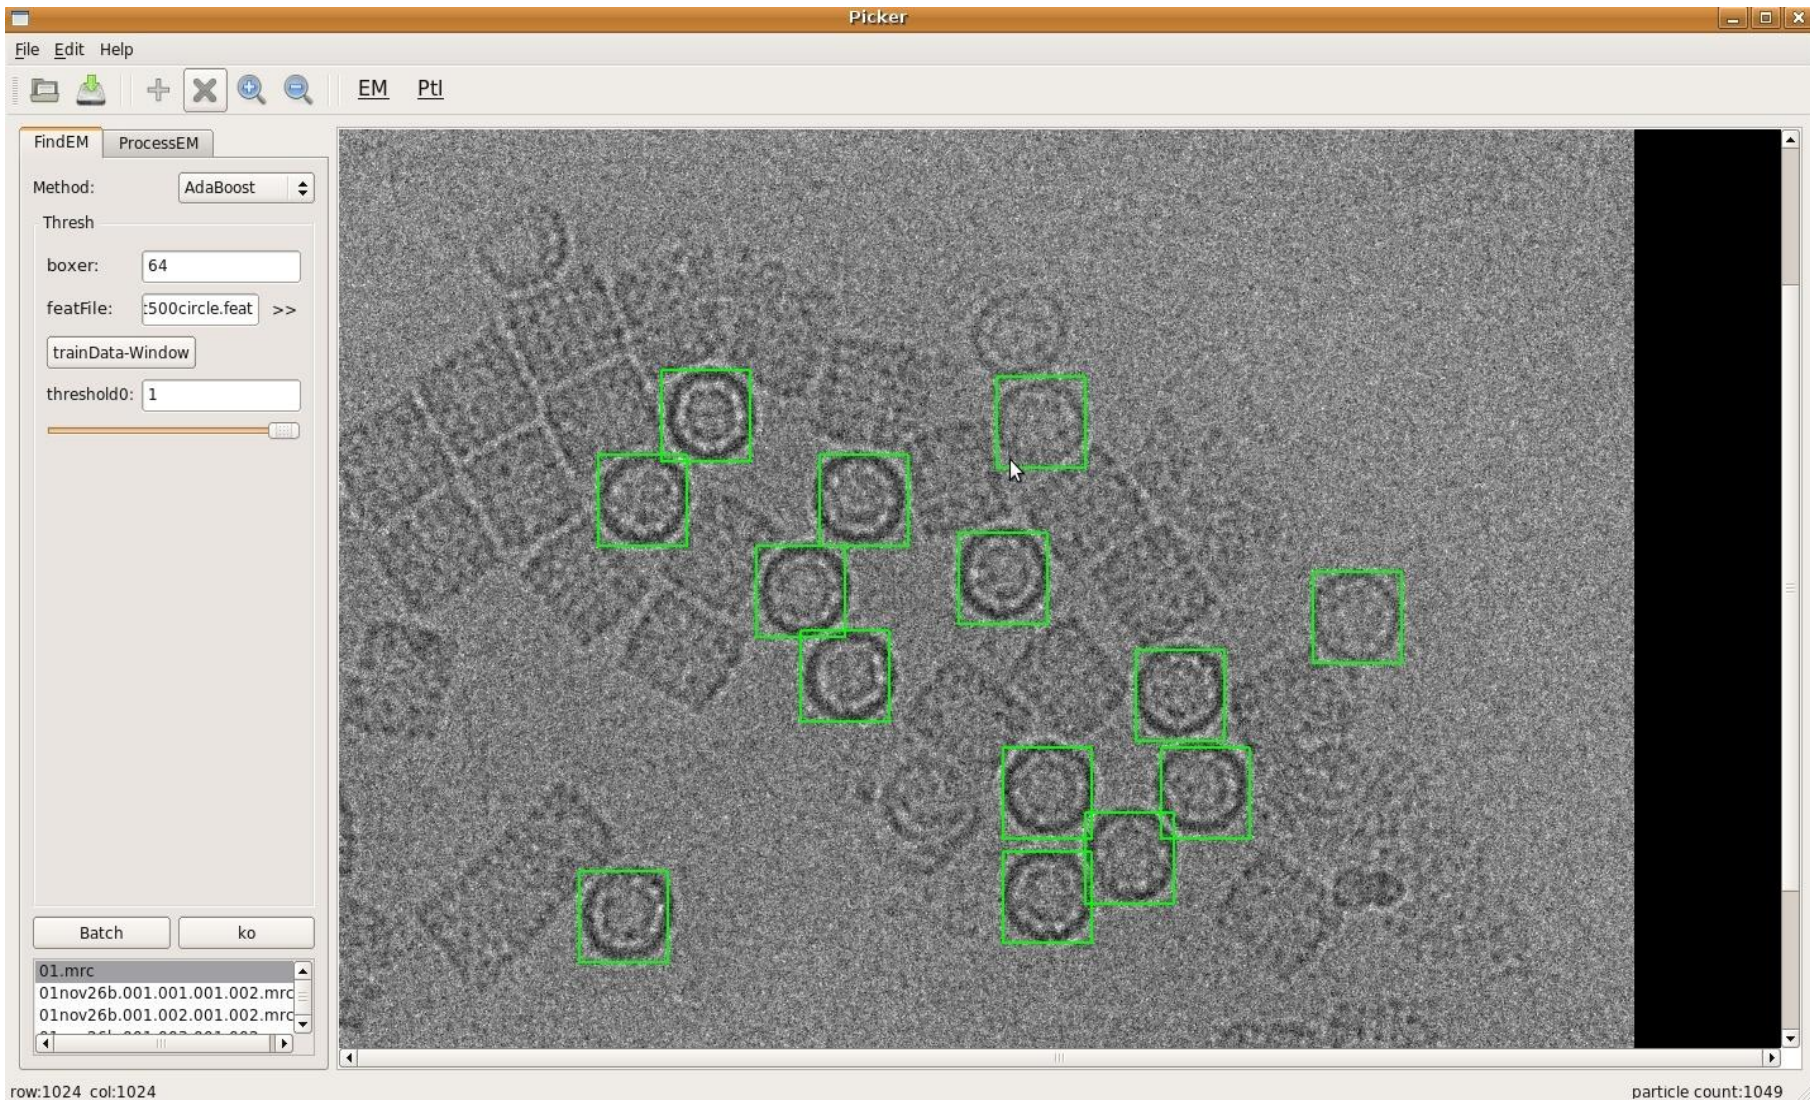 Picker
File Edit Help
EM Ptl
FindEM ProcessEM
Method: AdaBoost
Thresh
boxer: 64
featFile: :500circle.feat >>
trainData-Window
threshold0: 1
Batch ko
01.mrc
01nov26b.001.001.001.002.mrc
01nov26b.001.002.001.002.mrc
row:1024 col:1024
particle count:1049